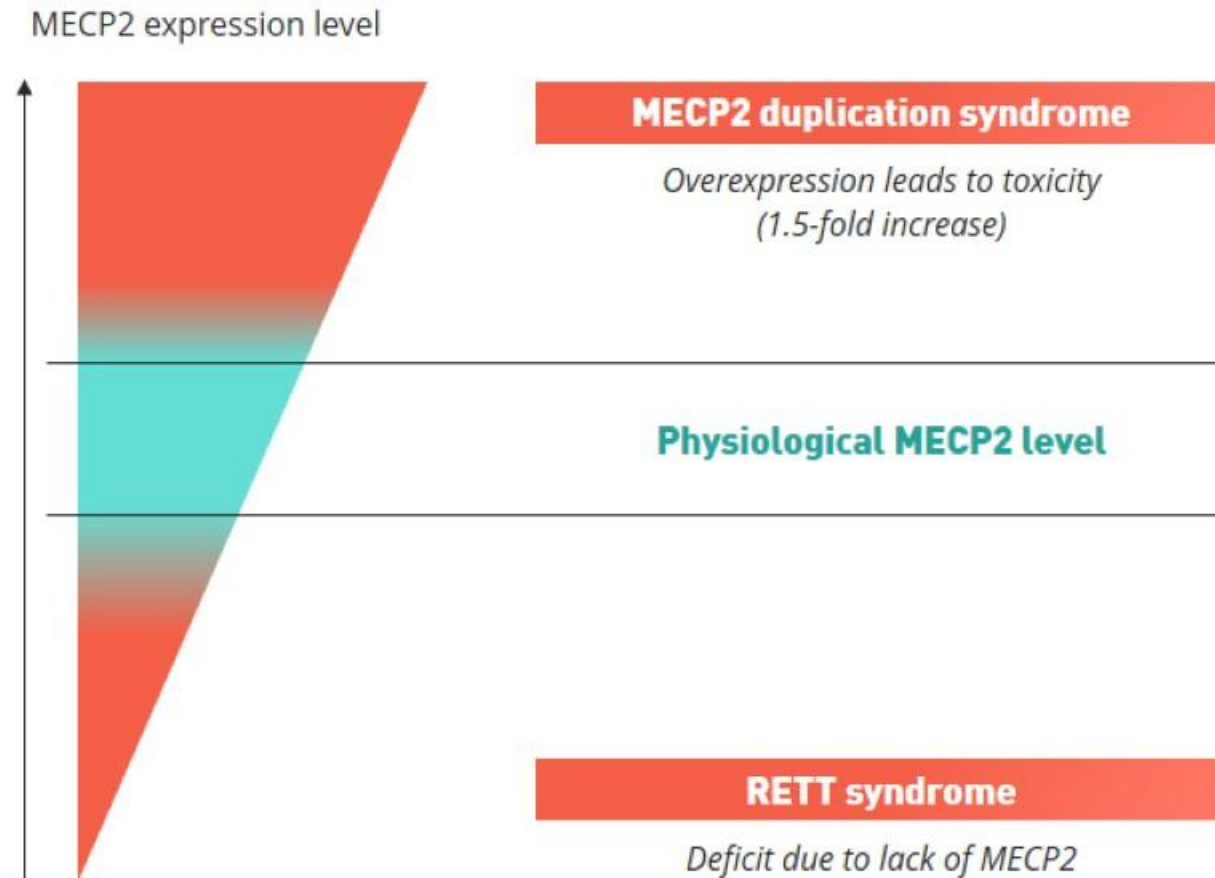 MECP2 expression level
MECP2 duplication syndrome
Overexpression leads to toxicity
(1.5-fold increase)
Physiological MECP2 level
RETT syndrome
Deficit due to lack of MECP2